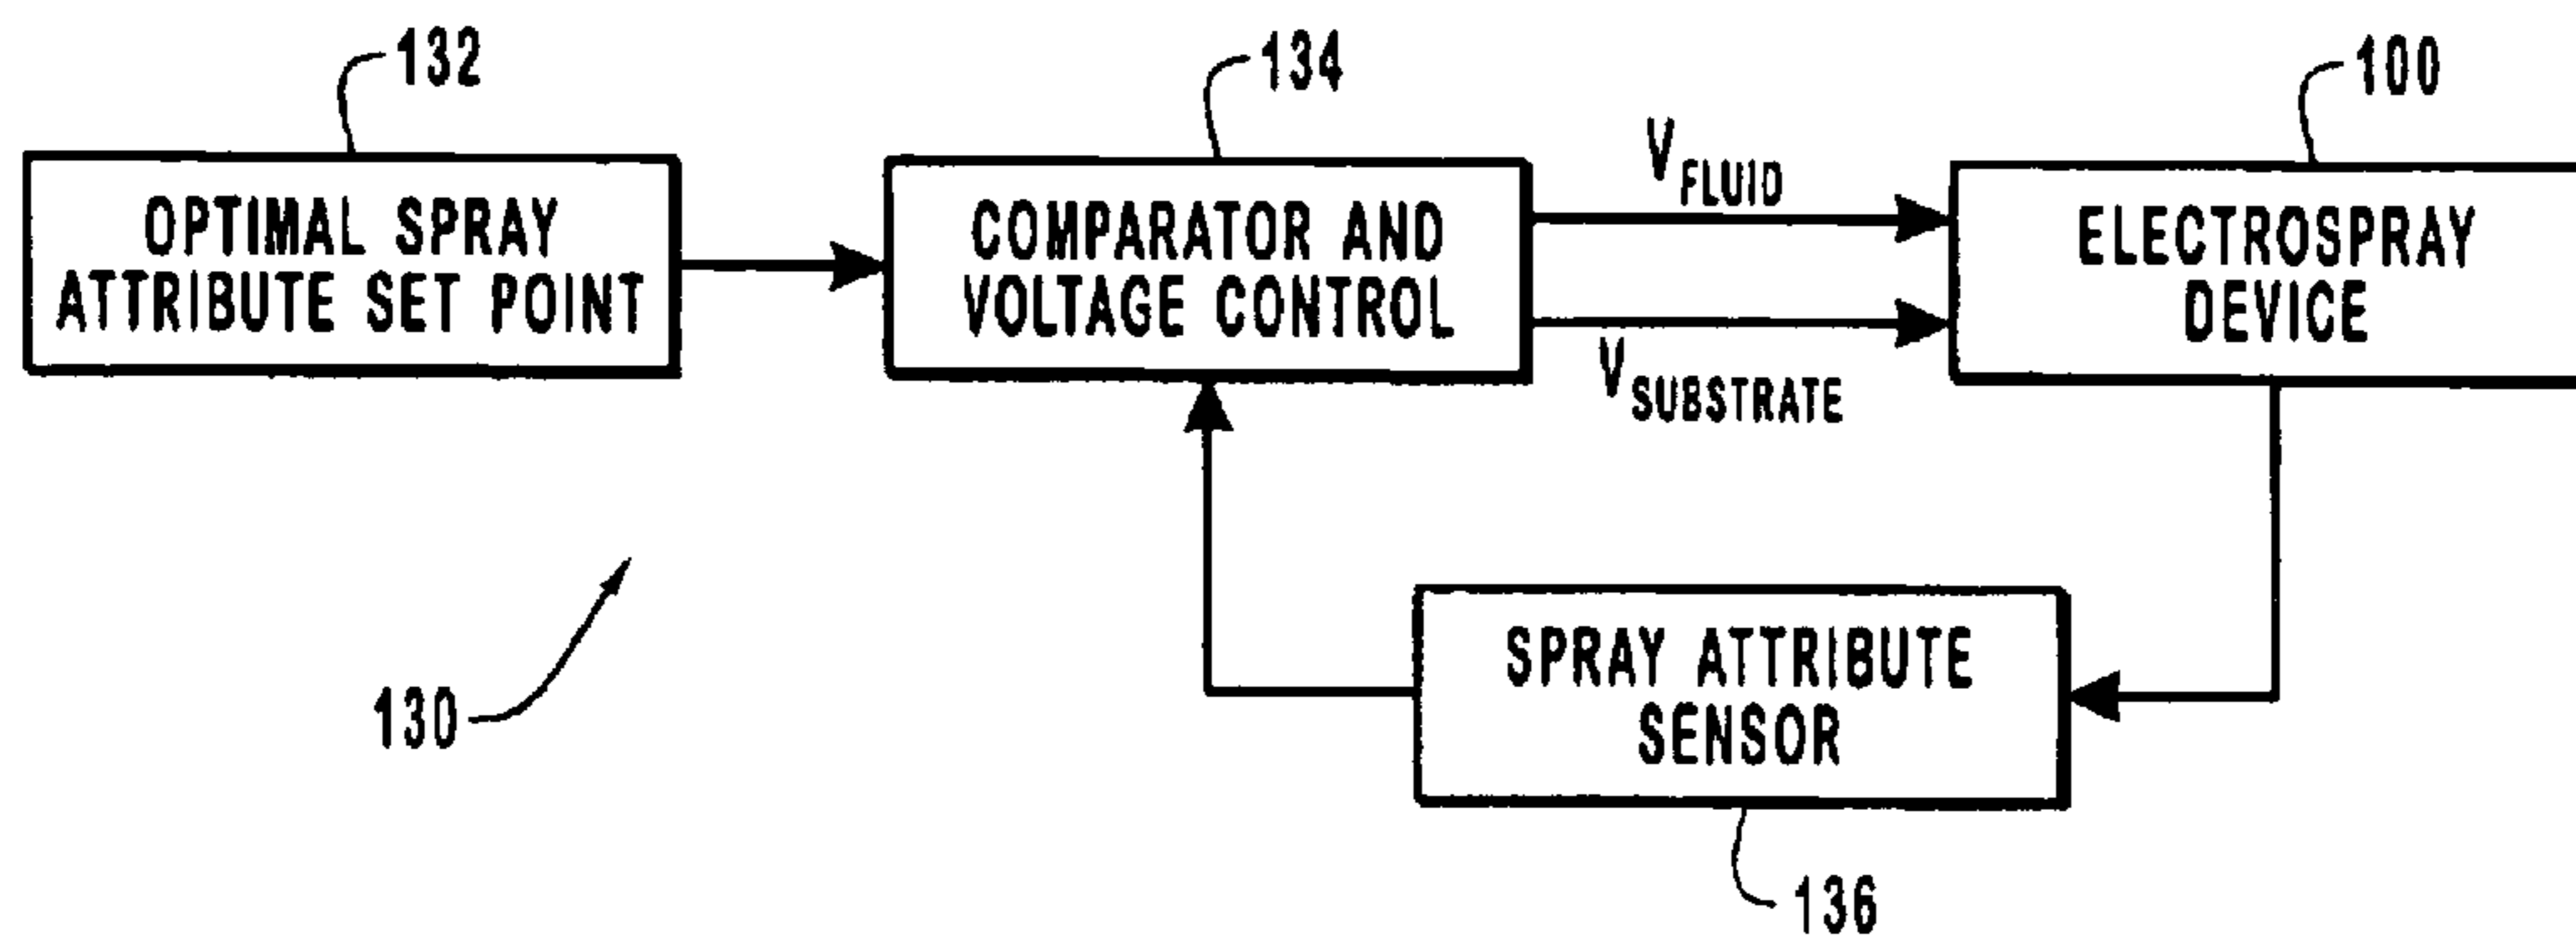 132
134
100
OPTIMAL SPRAY
ATTRIBUTE SET POINT
COMPARATOR AND
VOLTAGE CONTROL
V FLUID
V SUBSTRATE
ELECTROSPRAY
DEVICE
SPRAY ATTRIBUTE
SENSOR
130
136